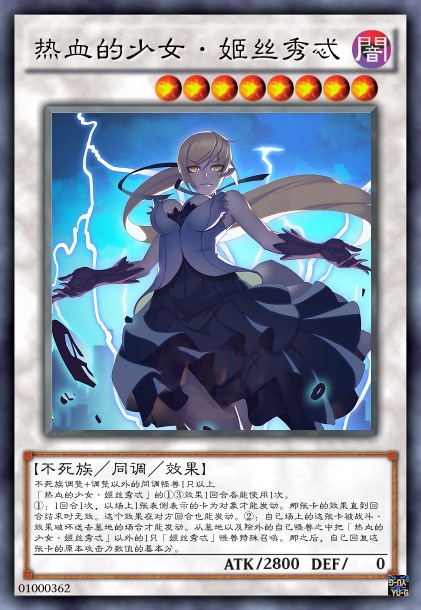 热血的少女·姬丝秀忒
闇
【不死族／同调／效果】
不死族调整+调整以外的同调怪兽1只以上
「热血的少女·姬丝秀忒」的①③效果1回合各能使用1次。
①：1回合1次，以场上1张表侧表示的卡为对象才能发动。那张卡的效果直到回
合结束时无效。这个效果在对方回合也能发动。②：自己场上的这张卡被战斗·
效果破坏送去墓地的场合才能发动。从墓地以及除外的自己怪兽之中把「热血的
少女·姬丝秀忒」以外的1只「姬丝秀忒」怪兽特殊召唤。那之后，自己回复这
张卡的原本攻击力数值的基本分。
ATK/2800 DEF/ 0
01000362